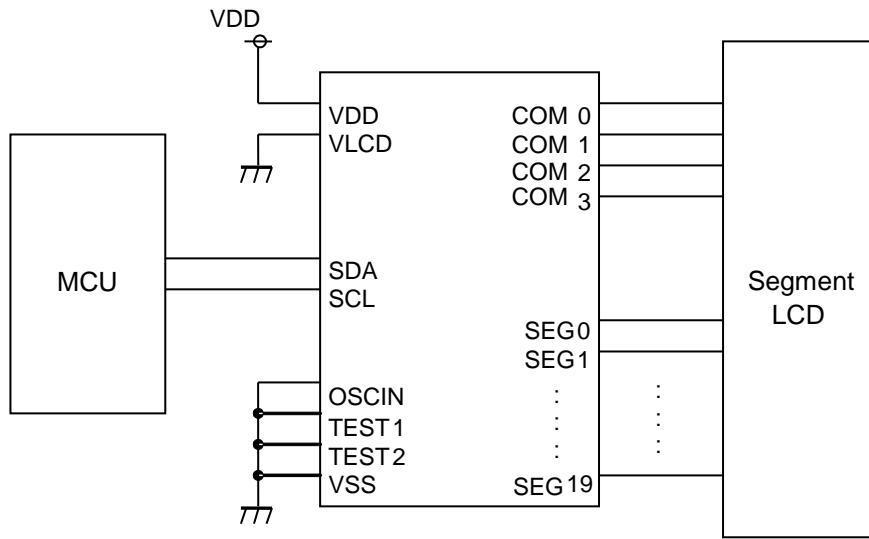 VDD
VDD
VLCD
SDA
SCL
OSCIN
TEST1
TEST2
VSS
COM 0
COM 1
COM 2
COM 3
SEG0
SEG1
SEG19
MCU
Segment
LCD